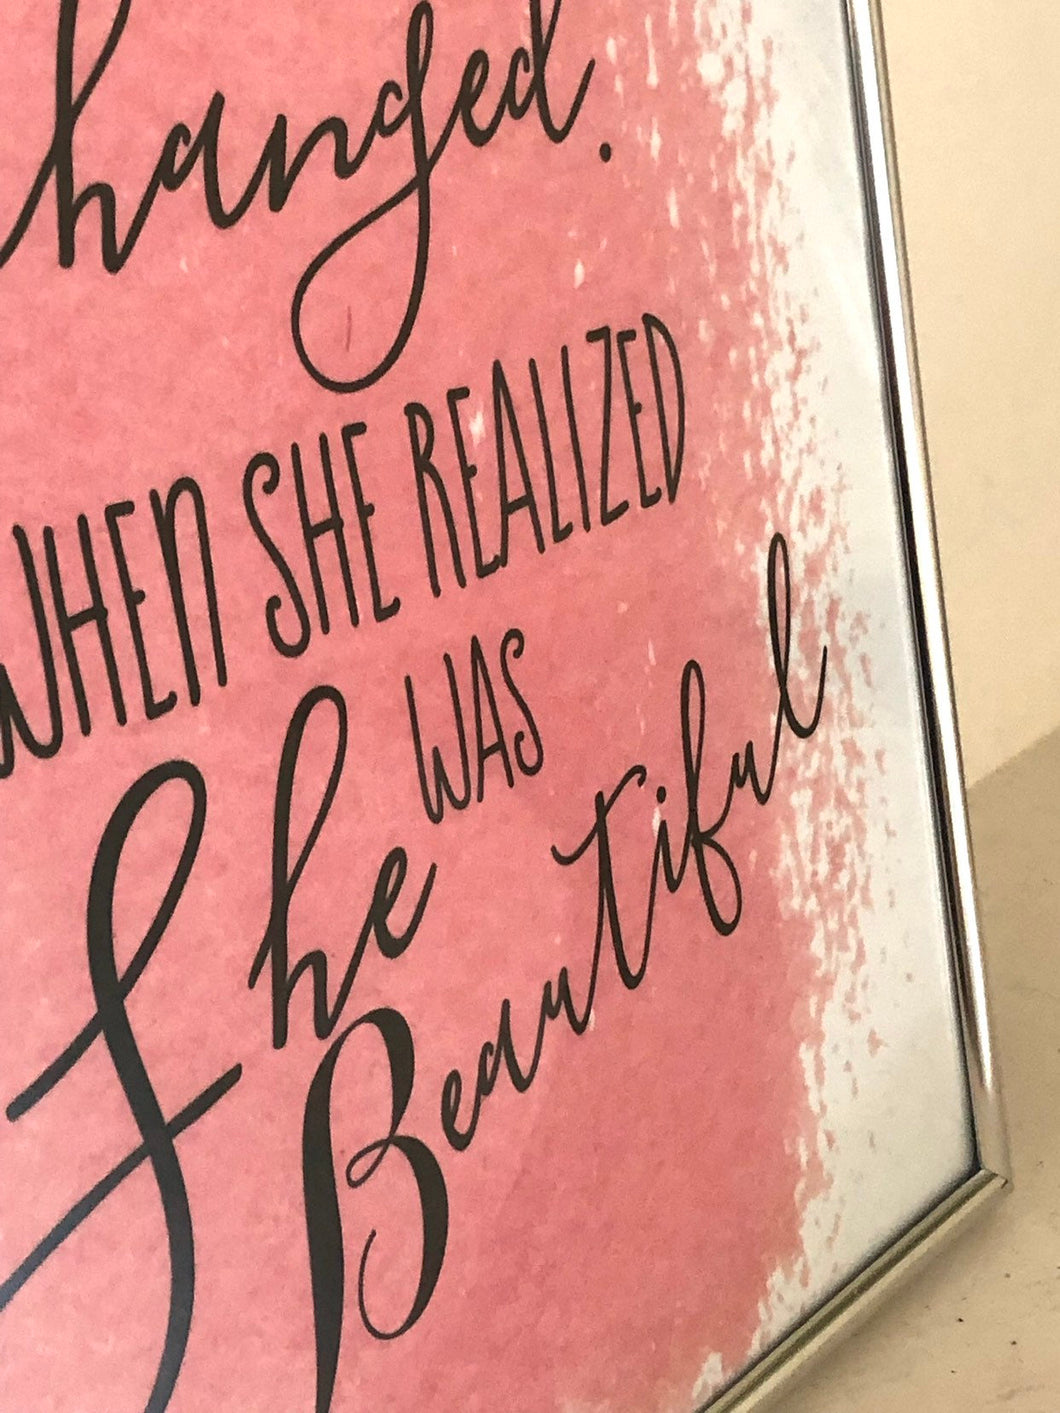 hanged.
WHEN SHE REALIZED
She WAS
Beautiful